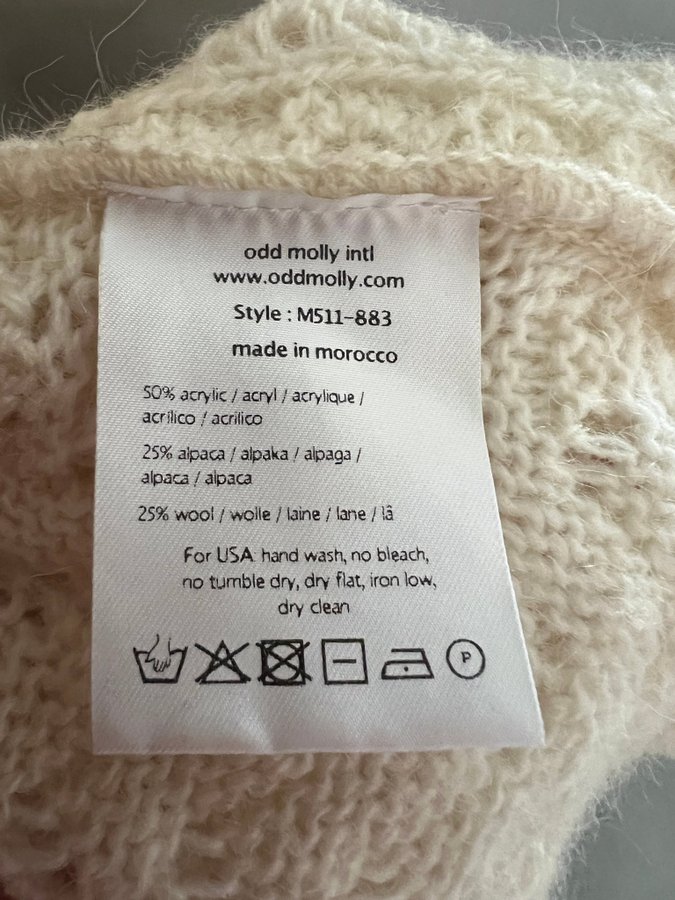 odd molly intl
www.oddmolly.com
Style : M511-883
made in morocco
50% acrylic / acryl / acrylique /
acrílico / acrilico
25% alpaca / alpaka / alpaga /
alpaca / alpaca
25% wool / wolle / laine / lane / lã
For USA hand wash, no bleach,
no tumble dry, dry flat, iron low,
dry clean
P